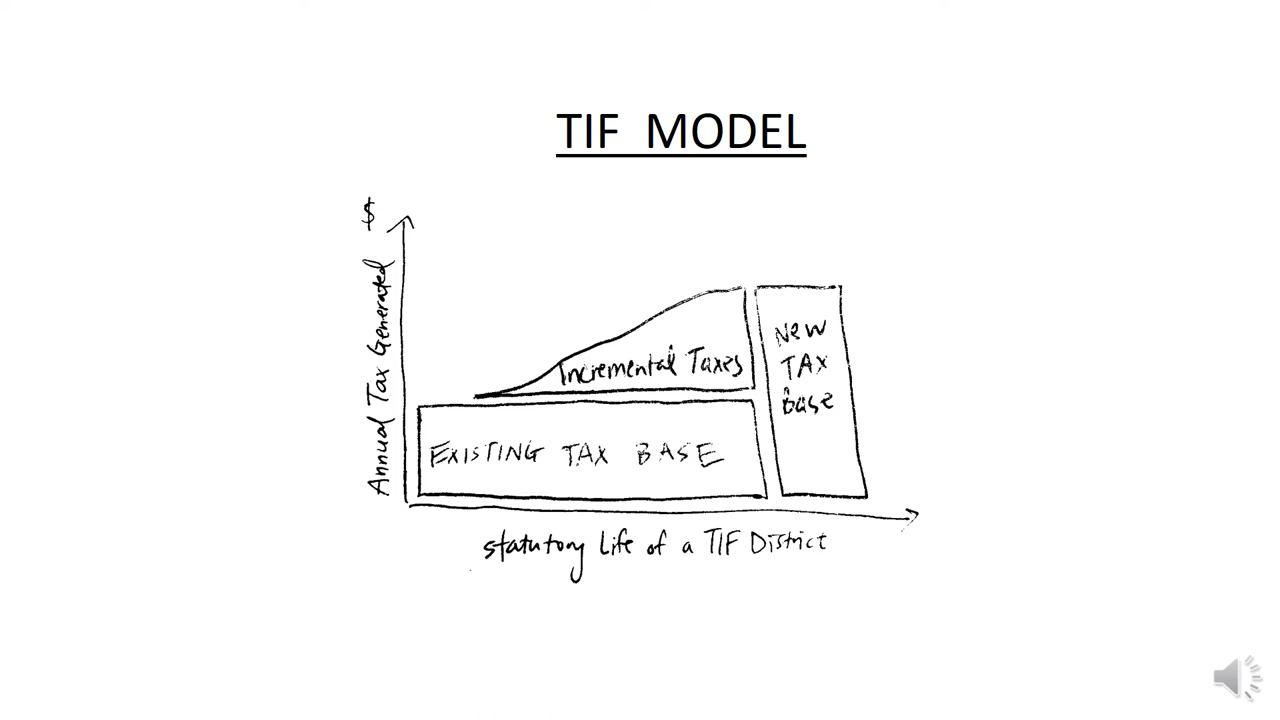 TIF MODEL
$
Annual Tax Generated
Incremental Taxes
New
TAX
Base
EXISTING TAX BASE
statutory Life of a TIF District